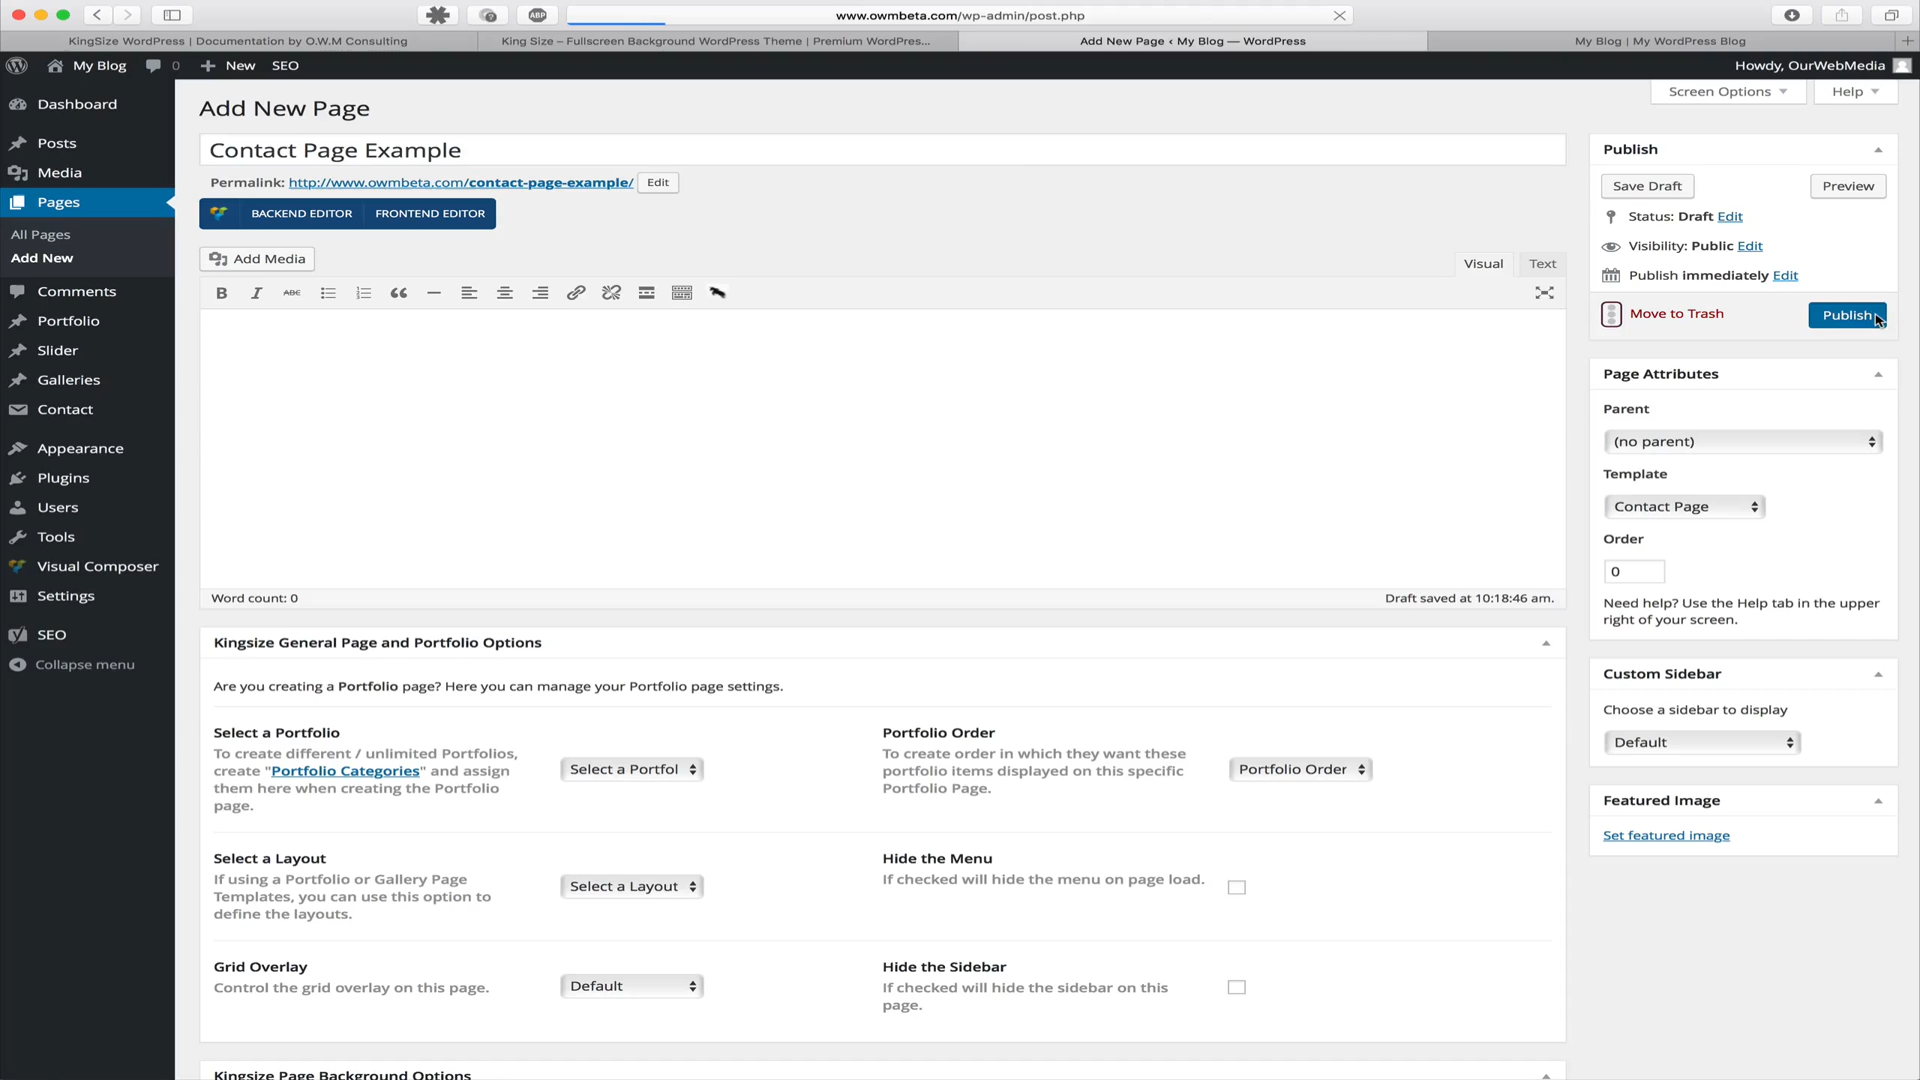 www.owmbeta.com/wp-admin/post.php
ABP
KingSize WordPress | Documentation by O.W.M Consulting
King Size – Fullscreen Background WordPress Theme | Premium WordPres...
Add New Page ‹ My Blog — WordPress
My Blog | My WordPress Blog
My Blog
0
New
SEO
Howdy, OurWebMedia
Dashboard
Posts
Media
Pages
All Pages
Add New
Comments
Portfolio
Slider
Galleries
Contact
Appearance
Plugins
Users
Tools
Visual Composer
Settings
SEO
Collapse menu
Screen Options
Help
Add New Page
Contact Page Example
Permalink: http://www.owmbeta.com/contact-page-example/ Edit
BACKEND EDITOR FRONTEND EDITOR
Add Media
Visual Text
B I ABC
Word count: 0
Draft saved at 10:18:46 am.
Kingsize General Page and Portfolio Options
Are you creating a Portfolio page? Here you can manage your Portfolio page settings.
Select a Portfolio
To create different / unlimited Portfolios,
create "Portfolio Categories" and assign
them here when creating the Portfolio
page.
Select a Portfol
Portfolio Order
To create order in which they want these
portfolio items displayed on this specific
Portfolio Page.
Portfolio Order
Select a Layout
If using a Portfolio or Gallery Page
Templates, you can use this option to
define the layouts.
Select a Layout
Hide the Menu
If checked will hide the menu on page load.
Grid Overlay
Control the grid overlay on this page.
Default
Hide the Sidebar
If checked will hide the sidebar on this
page.
Kingsize Page Background Options
Publish
Save Draft
Preview
Status: Draft Edit
Visibility: Public Edit
Publish immediately Edit
Move to Trash
Publish
Page Attributes
Parent
(no parent)
Template
Contact Page
Order
0
Need help? Use the Help tab in the upper
right of your screen.
Custom Sidebar
Choose a sidebar to display
Default
Featured Image
Set featured image